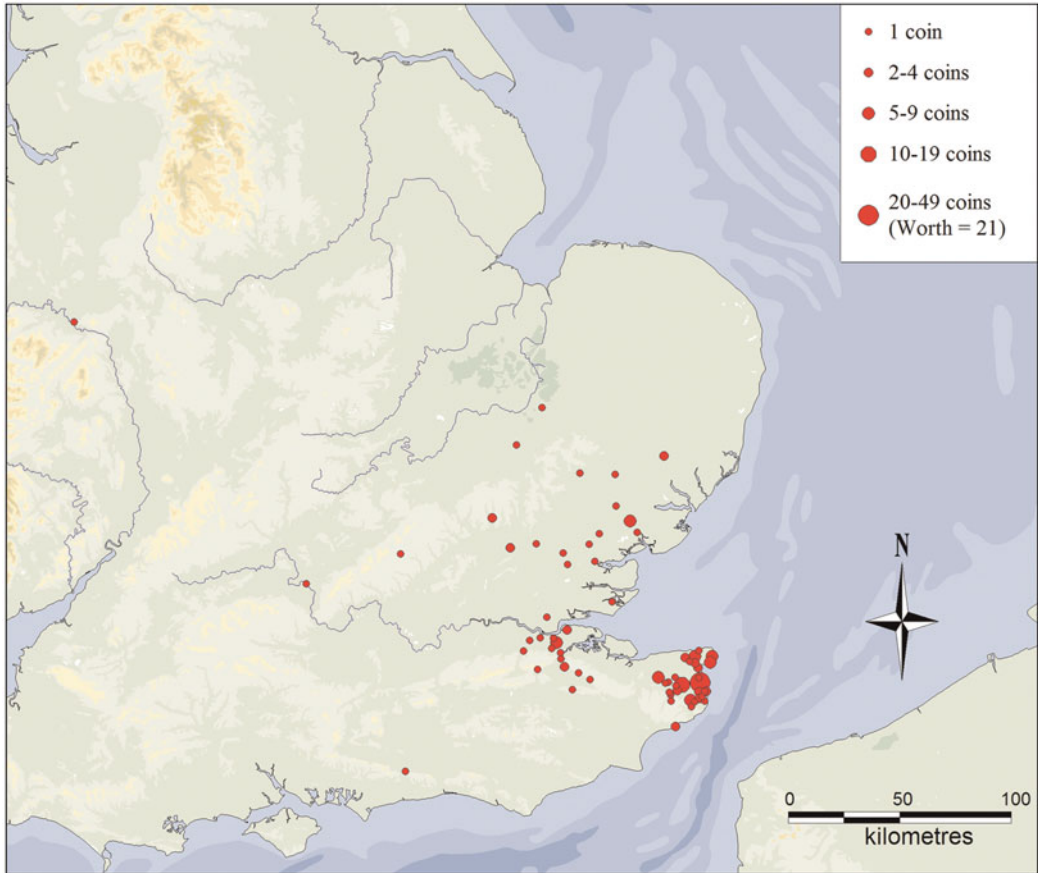 1 coin
2-4 coins
5-9 coins
10-19 coins
20-49 coins
(Worth = 21)
N
0 50 100
kilometres